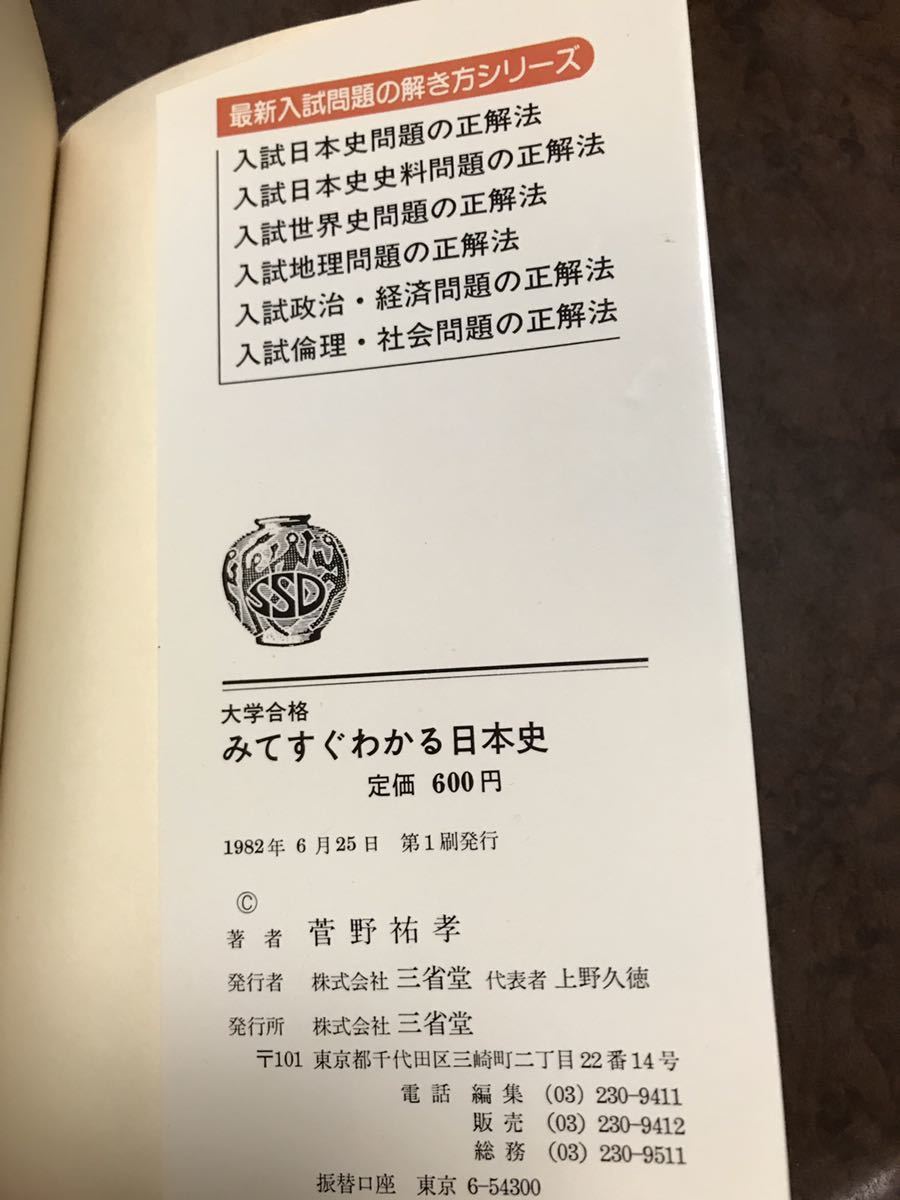 最新入試問題の解き方シリーズ
入試日本史問題の正解法
入試日本史史料問題の正解法
入試世界史問題の正解法
入試地理問題の正解法
入試政治・経済問題の正解法
入試倫理・社会問題の正解法
SSD
大学合格
みてすぐわかる日本史
定価 600円
1982年 6月25日 第1刷発行
©
著者 菅野祐孝
発行者 株式会社 三省堂 代表者 上野久徳
発行所 株式会社 三省堂
〒101 東京都千代田区三崎町二丁目22番14号
電話 編集 (03) 230-9411
販売 (03) 230-9412
総務 (03) 230-9511
振替口座 東京 6-54300